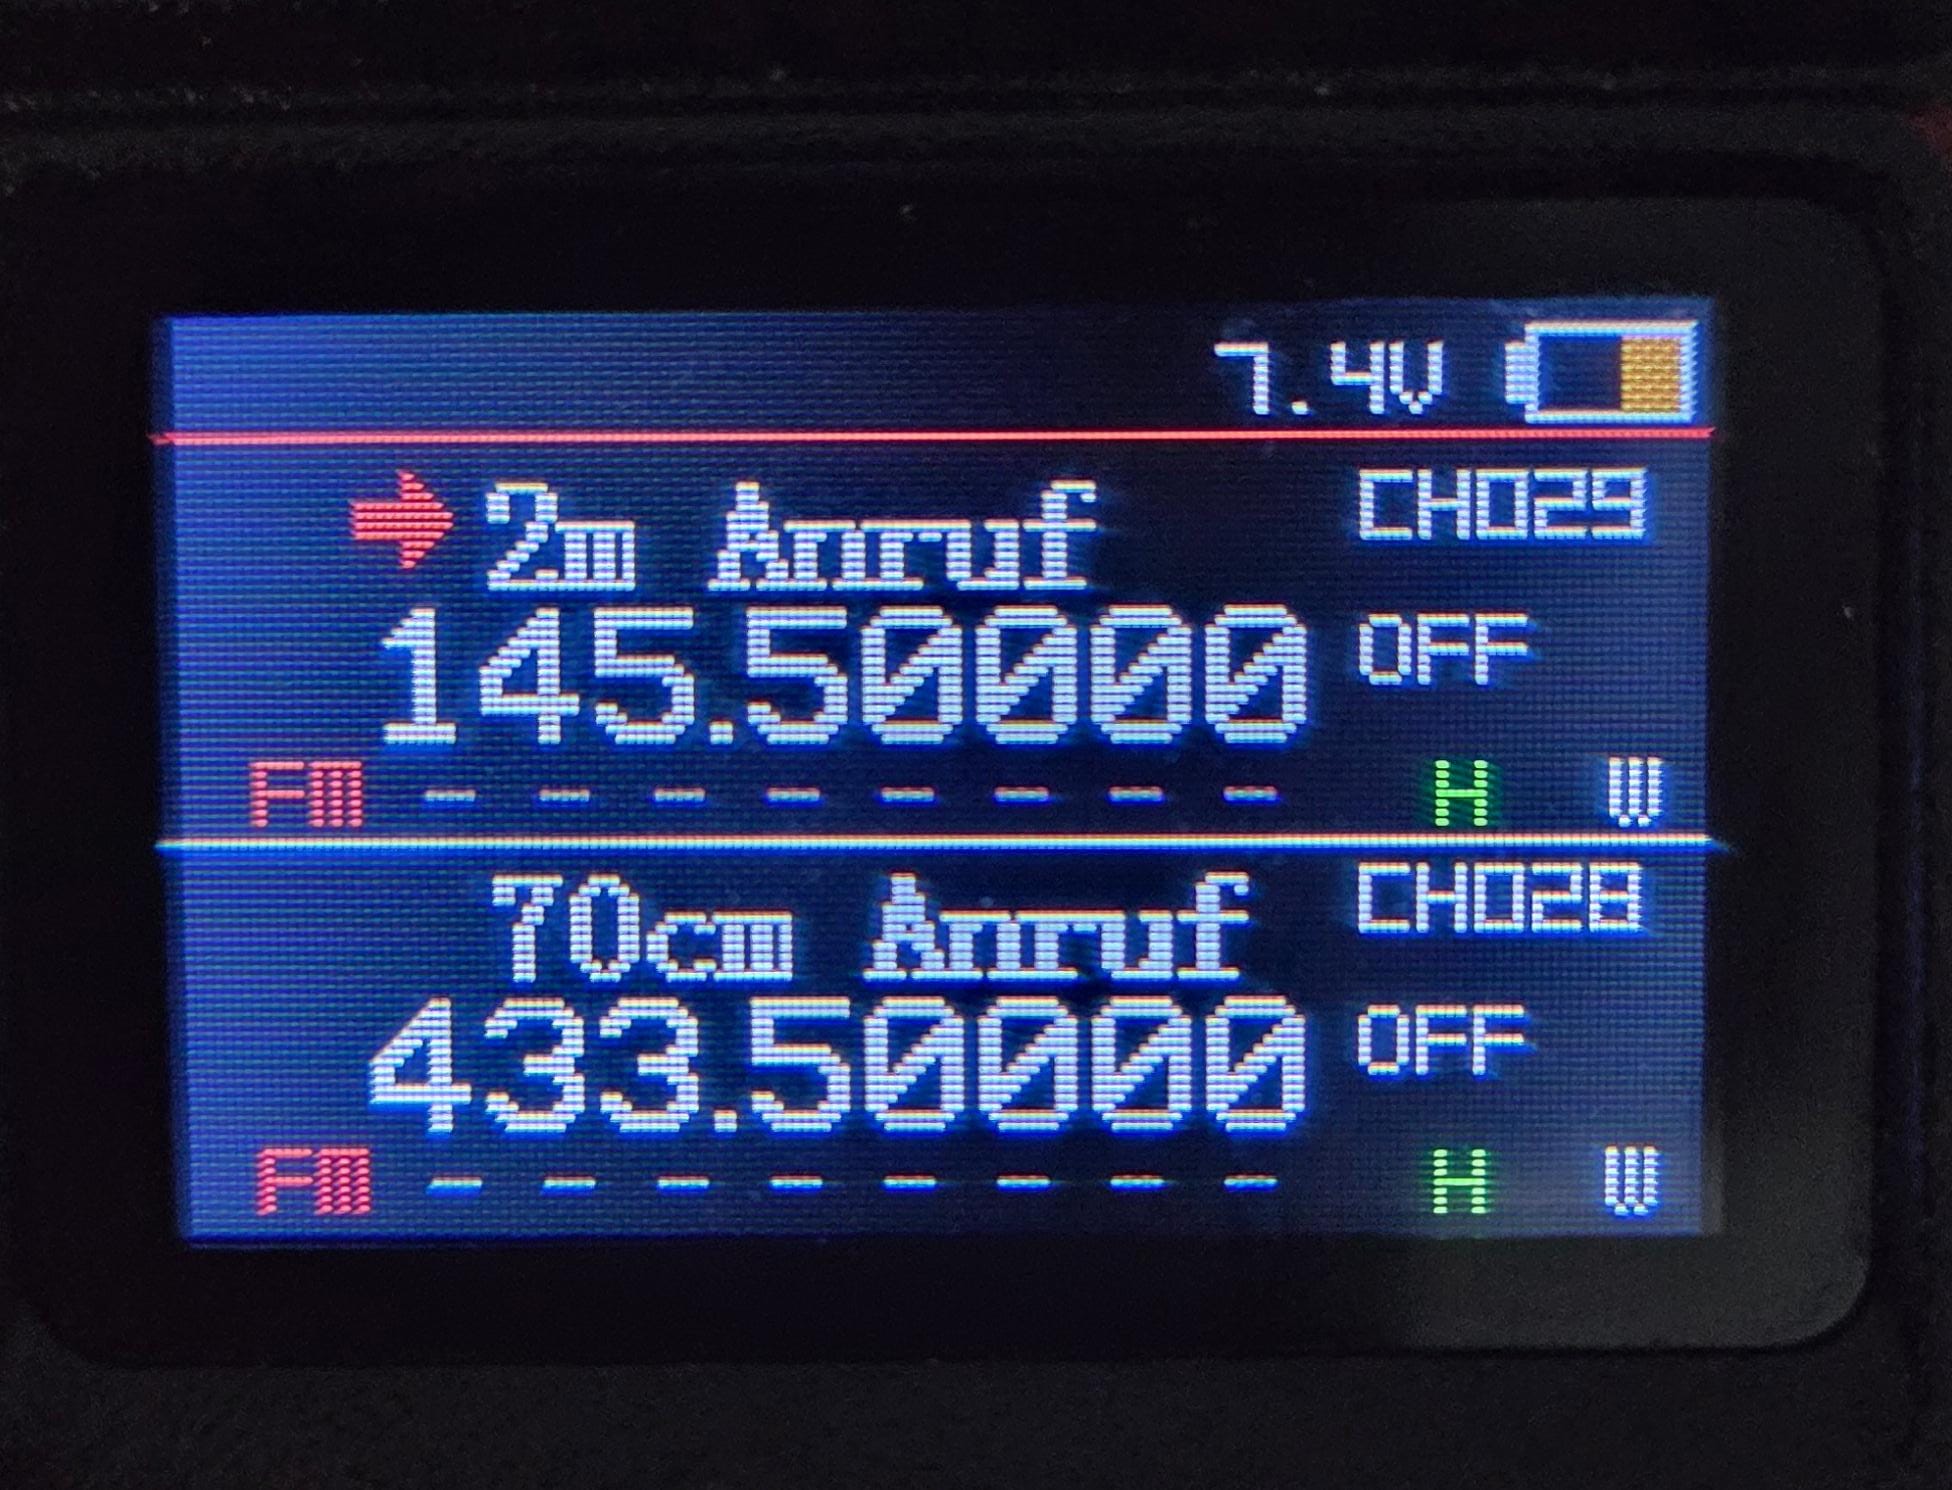 7.4V
2m Anruf CH029
145.50000 OFF
FM - - - - - - - - H W
70cm Anruf CH028
433.50000 OFF
FM - - - - - - - - H W